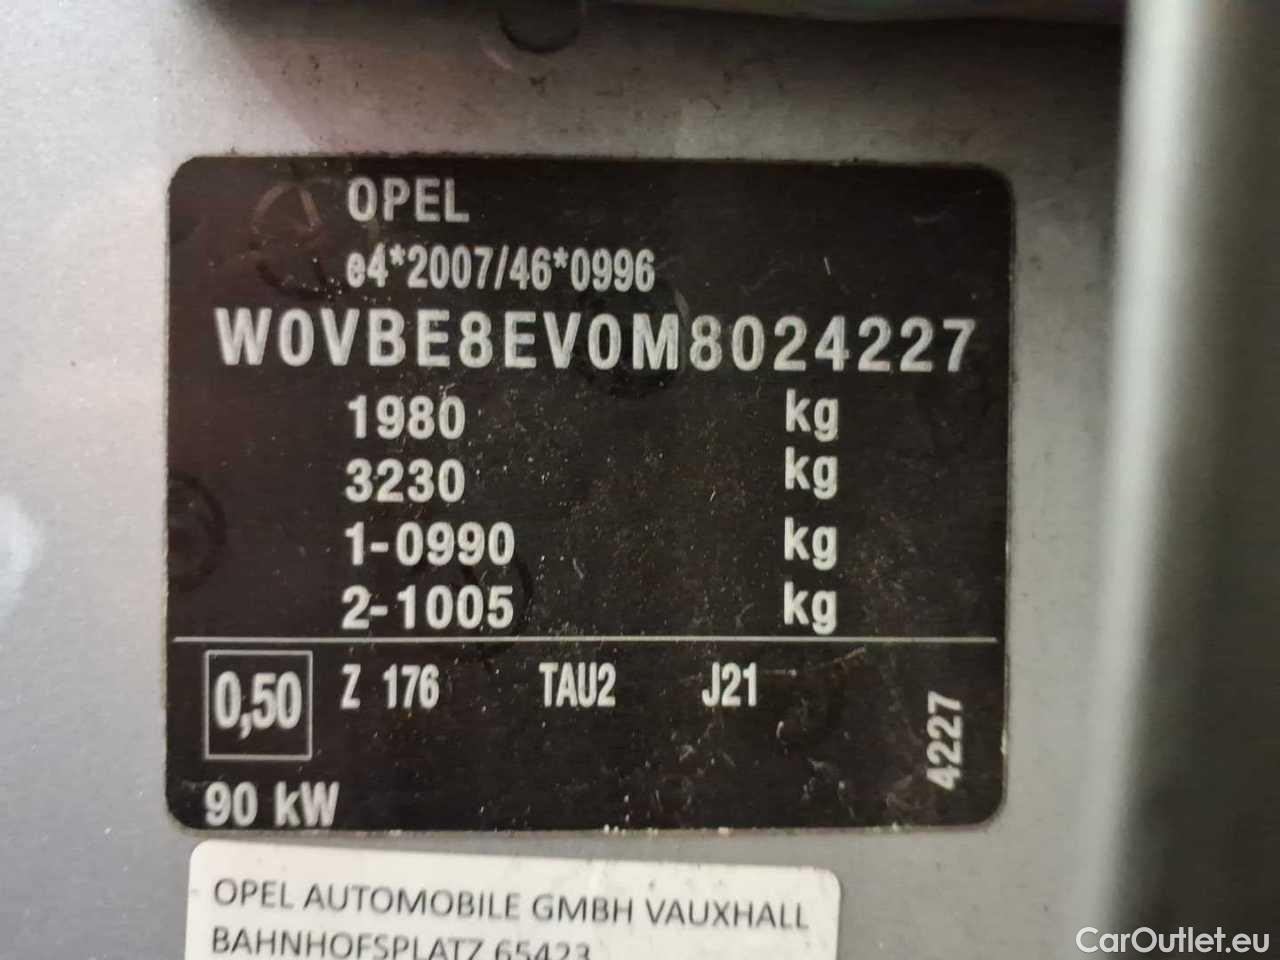 OPEL
e4*2007/46*0996
W0VBE8EV0M8024227
1980 kg
3230 kg
1-0990 kg
2-1005 kg
0,50 Z 176 TAU2 J21
4227
90 kW
OPEL AUTOMOBILE GMBH VAUXHALL
BAHNHOFSPLATZ 65423
CarOutlet.eu